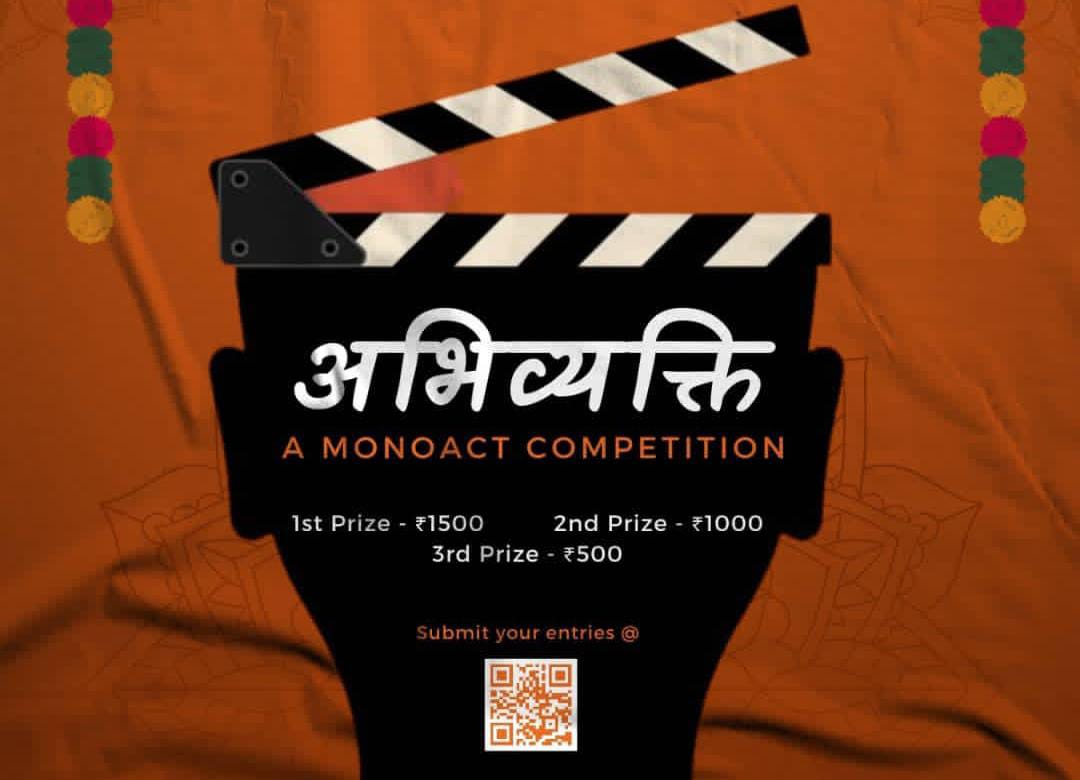 अभिव्यक्ति
A MONOACT COMPETITION
1st Prize - ₹1500 2nd Prize - ₹1000
3rd Prize - ₹500
Submit your entries @